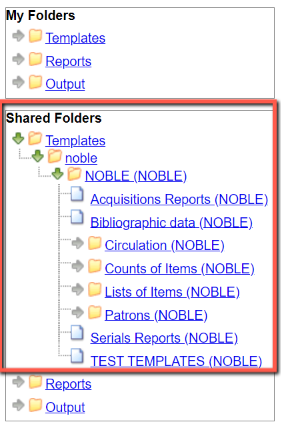 My Folders
Templates
Reports
Output
Shared Folders
Templates
noble
NOBLE (NOBLE)
Acquisitions Reports (NOBLE)
Bibliographic data (NOBLE)
Circulation (NOBLE)
Counts of Items (NOBLE)
Lists of Items (NOBLE)
Patrons (NOBLE)
Serials Reports (NOBLE)
TEST TEMPLATES (NOBLE)
Reports
Output